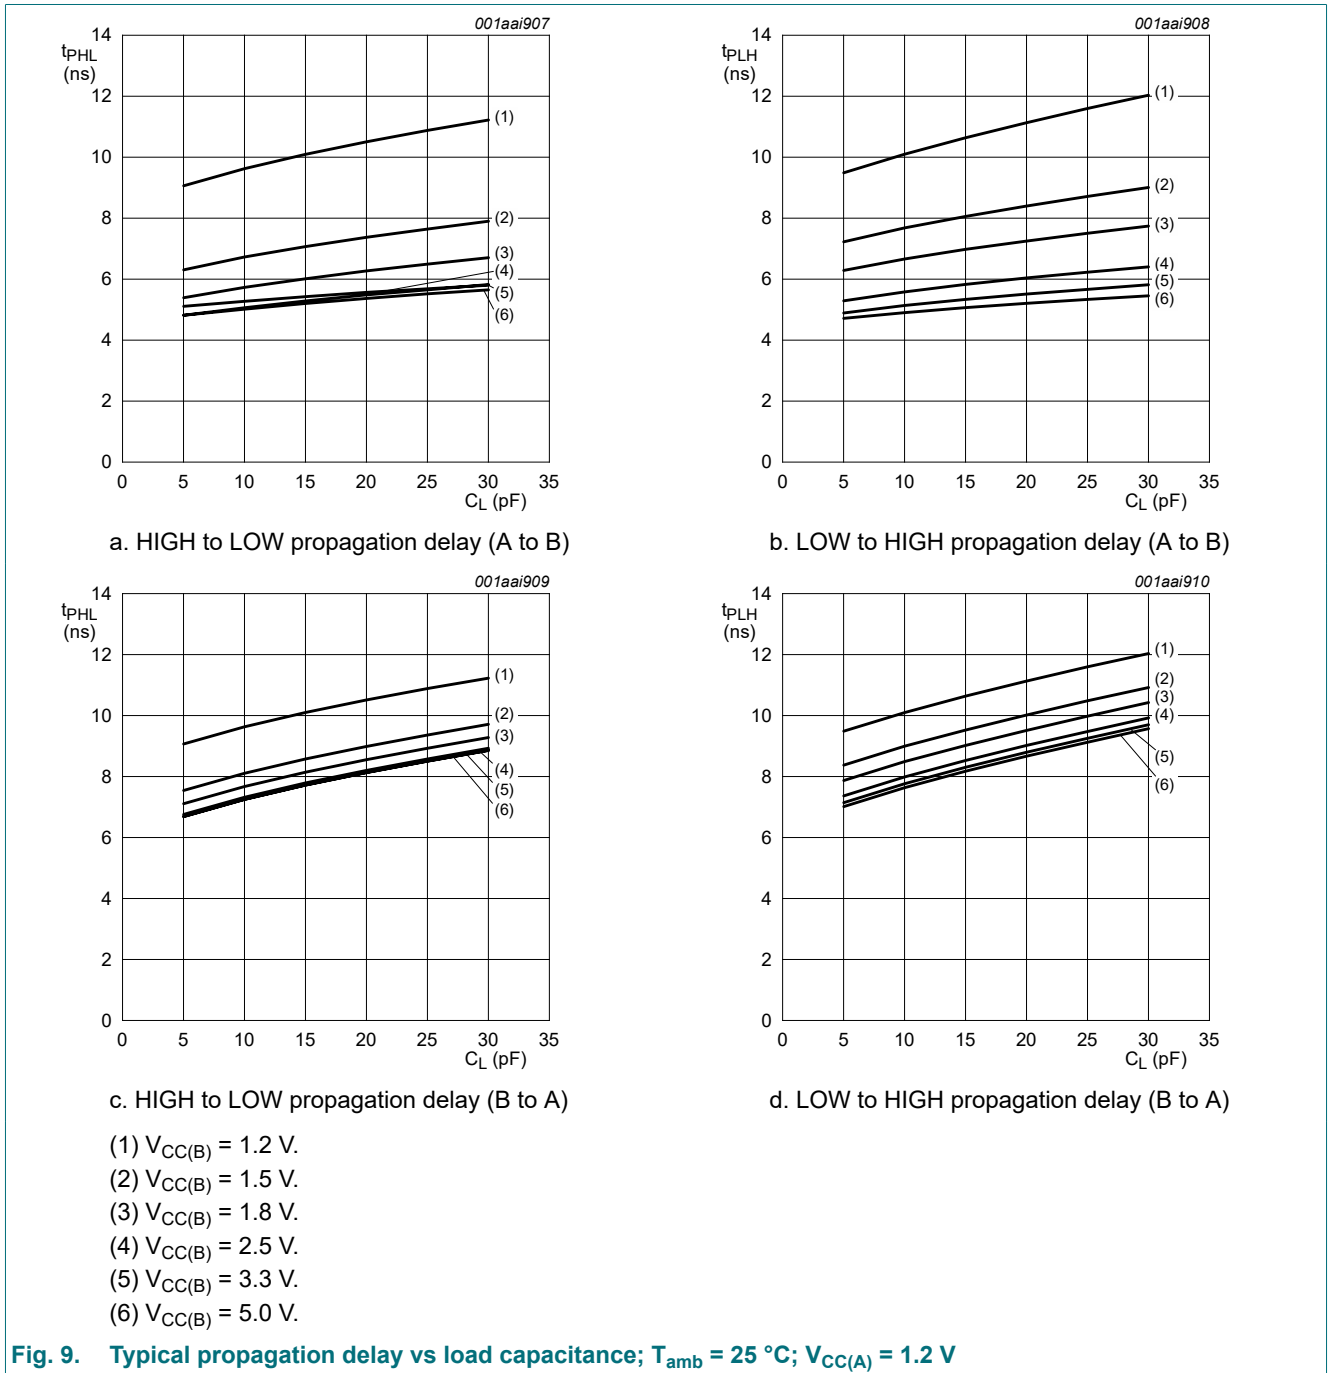 001aai907
14
tPHL
(ns)
12
10
8
6
4
2
0
(1)
(2)
(3)
(4)
(5)
(6)
0 5 10 15 20 25 30 35
CL (pF)
a. HIGH to LOW propagation delay (A to B)
001aai908
14
tPLH
(ns)
12
10
8
6
4
2
0
(1)
(2)
(3)
(4)
(5)
(6)
0 5 10 15 20 25 30 35
CL (pF)
b. LOW to HIGH propagation delay (A to B)
001aai909
14
tPHL
(ns)
12
10
8
6
4
2
0
(1)
(2)
(3)
(4)
(5)
(6)
0 5 10 15 20 25 30 35
CL (pF)
c. HIGH to LOW propagation delay (B to A)
001aai910
14
tPLH
(ns)
12
10
8
6
4
2
0
(1)
(2)
(3)
(4)
(5)
(6)
0 5 10 15 20 25 30 35
CL (pF)
d. LOW to HIGH propagation delay (B to A)
(1) VCC(B) = 1.2 V.
(2) VCC(B) = 1.5 V.
(3) VCC(B) = 1.8 V.
(4) VCC(B) = 2.5 V.
(5) VCC(B) = 3.3 V.
(6) VCC(B) = 5.0 V.
Fig. 9. Typical propagation delay vs load capacitance; Tamb = 25 °C; VCC(A) = 1.2 V